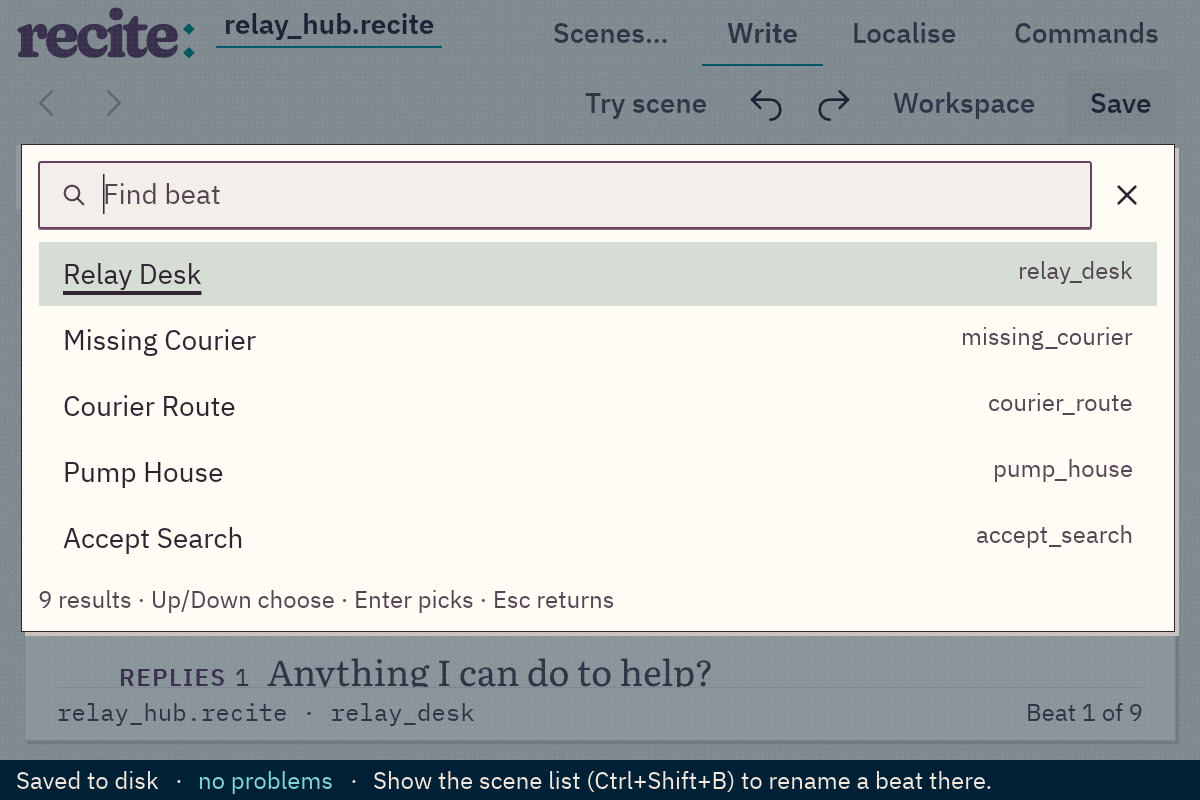 recite:
relay_hub.recite
Scenes...
Write
Localise
Commands
Try scene
Workspace
Save
Find beat
Relay Desk
relay_desk
Missing Courier
missing_courier
Courier Route
courier_route
Pump House
pump_house
Accept Search
accept_search
9 results · Up/Down choose · Enter picks · Esc returns
REPLIES 1 Anything I can do to help?
relay_hub.recite · relay_desk
Beat 1 of 9
Saved to disk · no problems · Show the scene list (Ctrl+Shift+B) to rename a beat there.